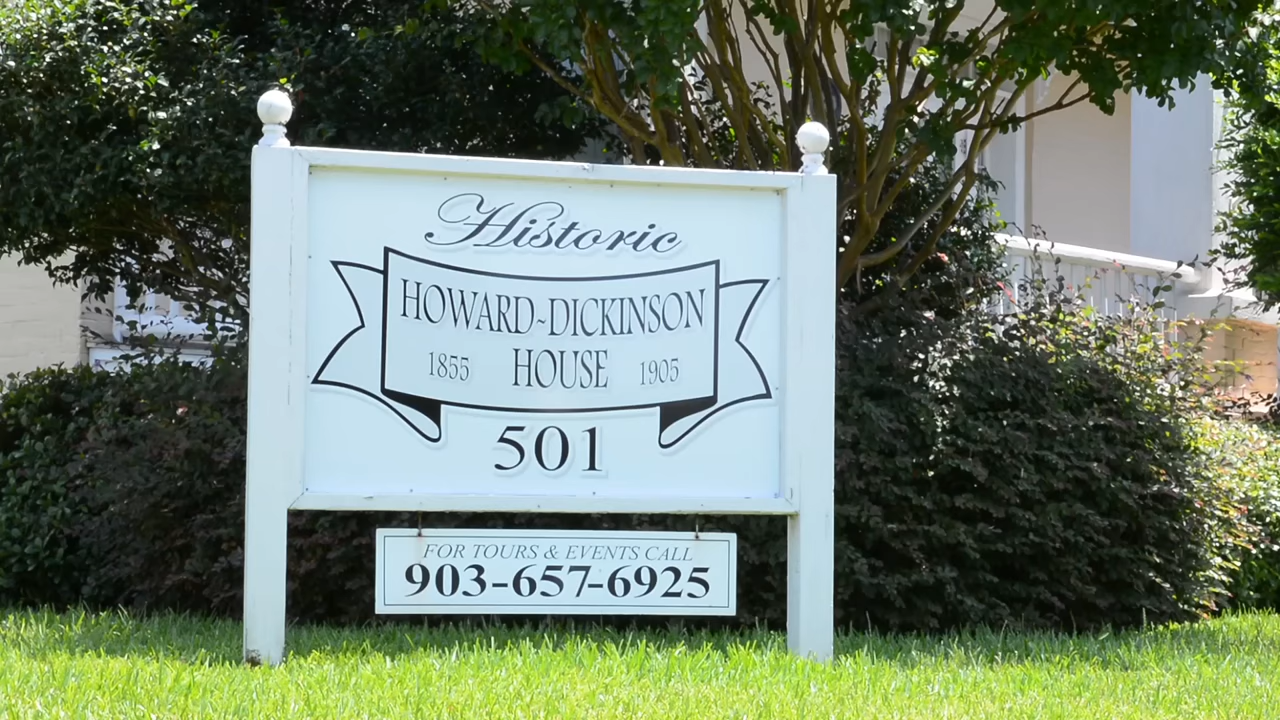 Historic
HOWARD~DICKINSON
1855 HOUSE 1905
501
FOR TOURS & EVENTS CALL
903-657-6925